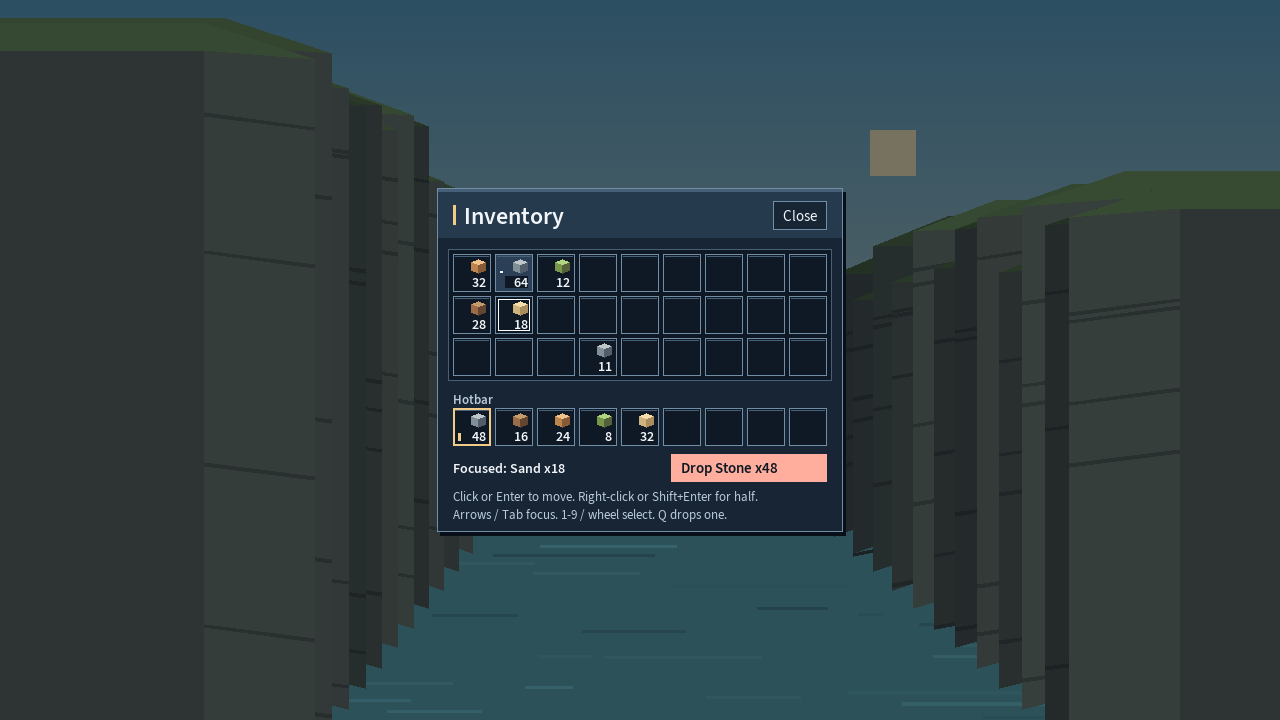 Inventory
Close
32 64 12
28 18
11
Hotbar
48 16 24 8 32
Focused: Sand x18
Drop Stone x48
Click or Enter to move. Right-click or Shift+Enter for half.
Arrows / Tab focus. 1-9 / wheel select. Q drops one.